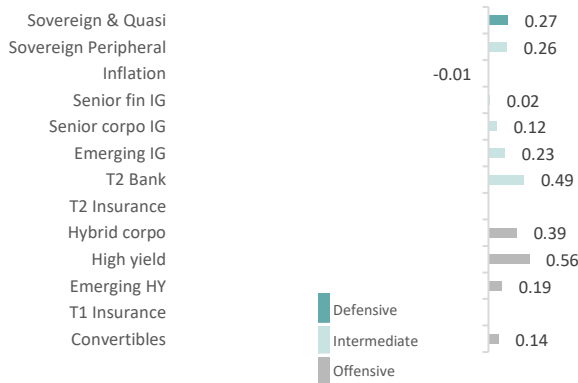 Sovereign & Quasi 0.27
Sovereign Peripheral 0.26
Inflation -0.01
Senior fin IG 0.02
Senior corpo IG 0.12
Emerging IG 0.23
T2 Bank 0.49
T2 Insurance
Hybrid corpo 0.39
High yield 0.56
Emerging HY 0.19
T1 Insurance
Convertibles 0.14
Defensive
Intermediate
Offensive